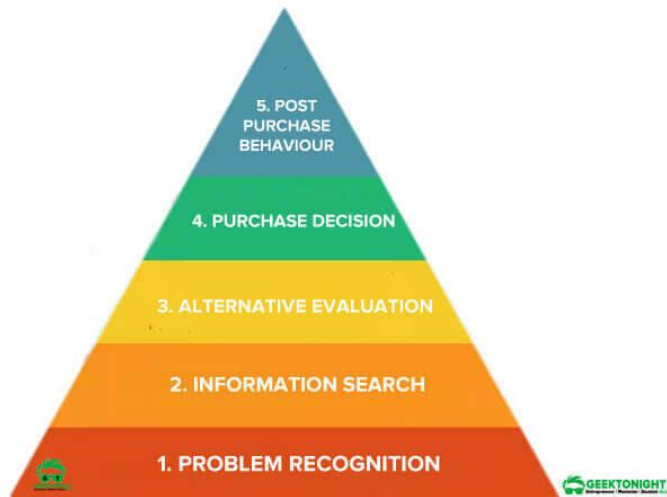 5. POST
PURCHASE
BEHAVIOUR
4. PURCHASE DECISION
3. ALTERNATIVE EVALUATION
2. INFORMATION SEARCH
1. PROBLEM RECOGNITION
GEEKTONIGHT